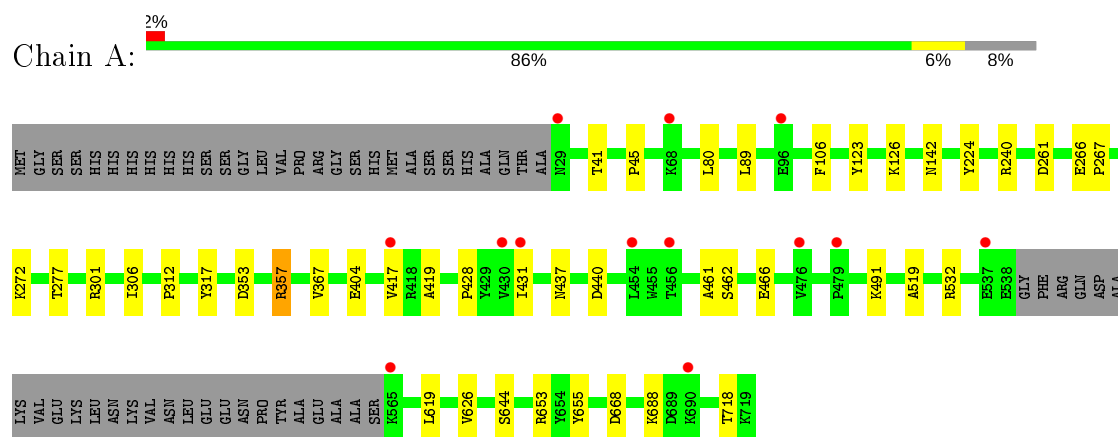 2%
Chain A:
86% 6% 8%
MET GLY SER SER HIS HIS HIS HIS HIS HIS SER SER GLY LEU VAL PRO ARG GLY SER HIS MET ALA SER SER HIS ALA GLN THR ALA N29 T41 P45 K68 L80 L89 E96 F106 Y123 K126 N142 Y224 R240 D261 E266 P267
K272 T277 R301 I306 P312 Y317 D353 R357 V367 E404 V417 R418 A419 P428 Y429 V430 I431 N437 D440 L454 W455 T456 A461 S462 E466 V476 P479 K491 A519 R532 E537 E538 GLY PHE ARG GLN ASP ALA
LYS VAL GLU LYS LEU ASN LYS VAL ASN LEU GLU GLU ASN PRO TYR ALA GLU ALA ALA SER K565 L619 V626 S644 R653 Y654 Y655 D668 K688 D689 K690 T718 K719